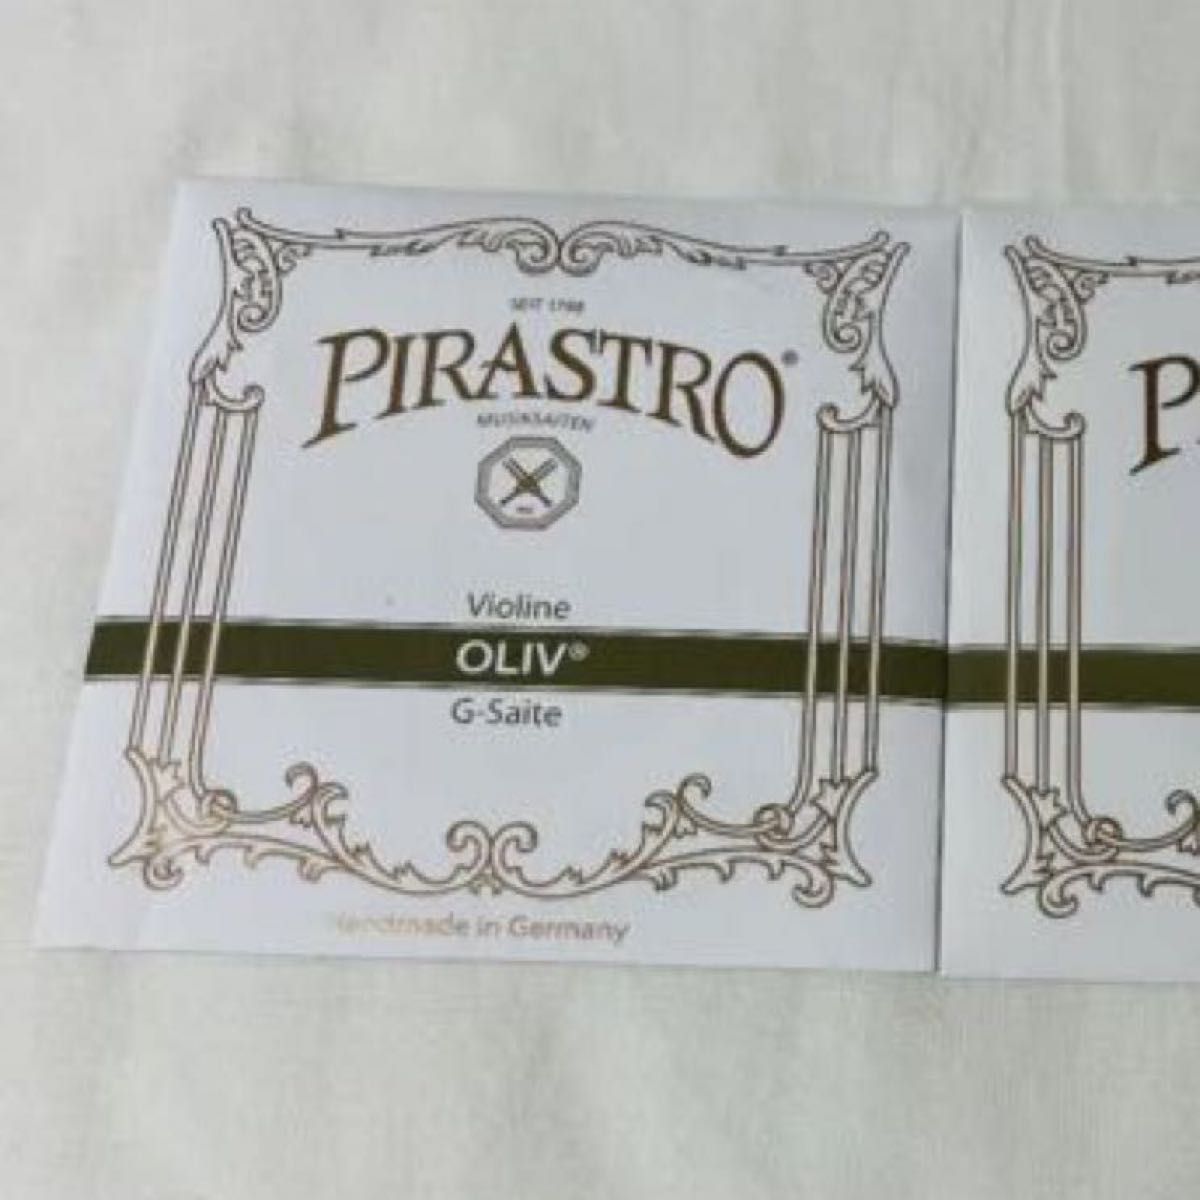 SEIT 1798
PIRASTRO®
MUSIKSAITEN
Violine
OLIV®
G-Saite
Handmade in Germany
P